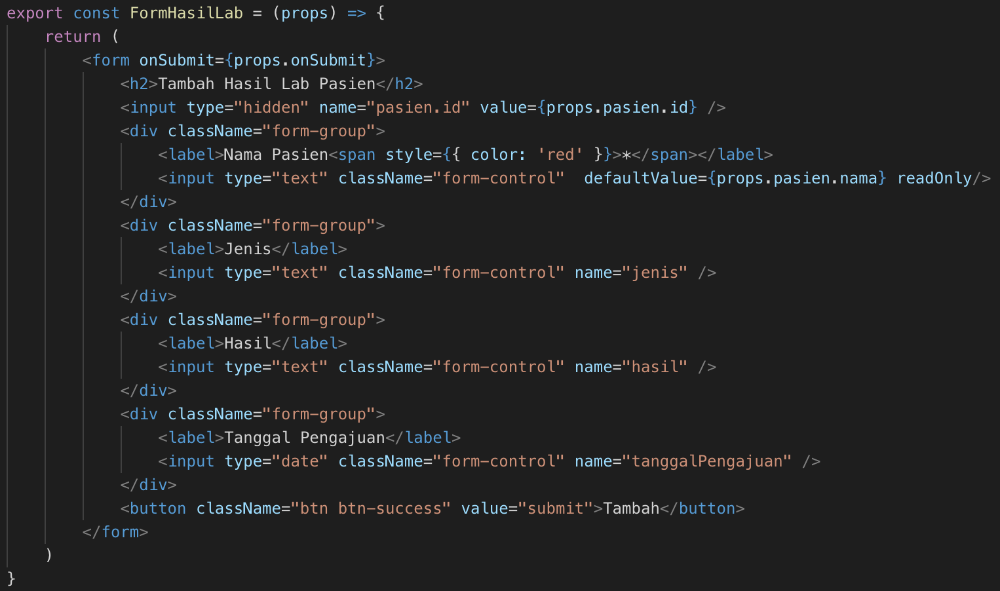 export const FormHasilLab = (props) => {
    return (
        <form onSubmit={props.onSubmit}>
            <h2>Tambah Hasil Lab Pasien</h2>
            <input type="hidden" name="pasien.id" value={props.pasien.id} />
            <div className="form-group">
                <label>Nama Pasien<span style={{ color: 'red' }}>*</span></label>
                <input type="text" className="form-control"  defaultValue={props.pasien.nama} readOnly/>
            </div>
            <div className="form-group">
                <label>Jenis</label>
                <input type="text" className="form-control" name="jenis" />
            </div>
            <div className="form-group">
                <label>Hasil</label>
                <input type="text" className="form-control" name="hasil" />
            </div>
            <div className="form-group">
                <label>Tanggal Pengajuan</label>
                <input type="date" className="form-control" name="tanggalPengajuan" />
            </div>
            <button className="btn btn-success" value="submit">Tambah</button>
        </form>
    )
}